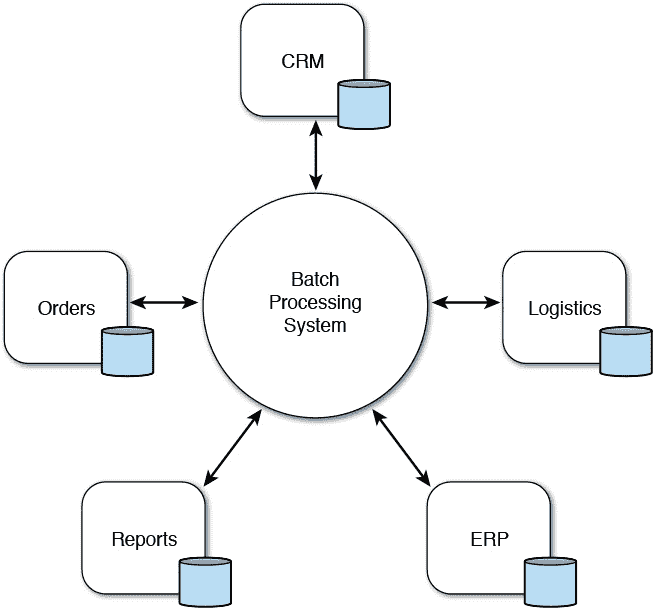 CRM
Orders
Batch
Processing
System
Logistics
Reports
ERP